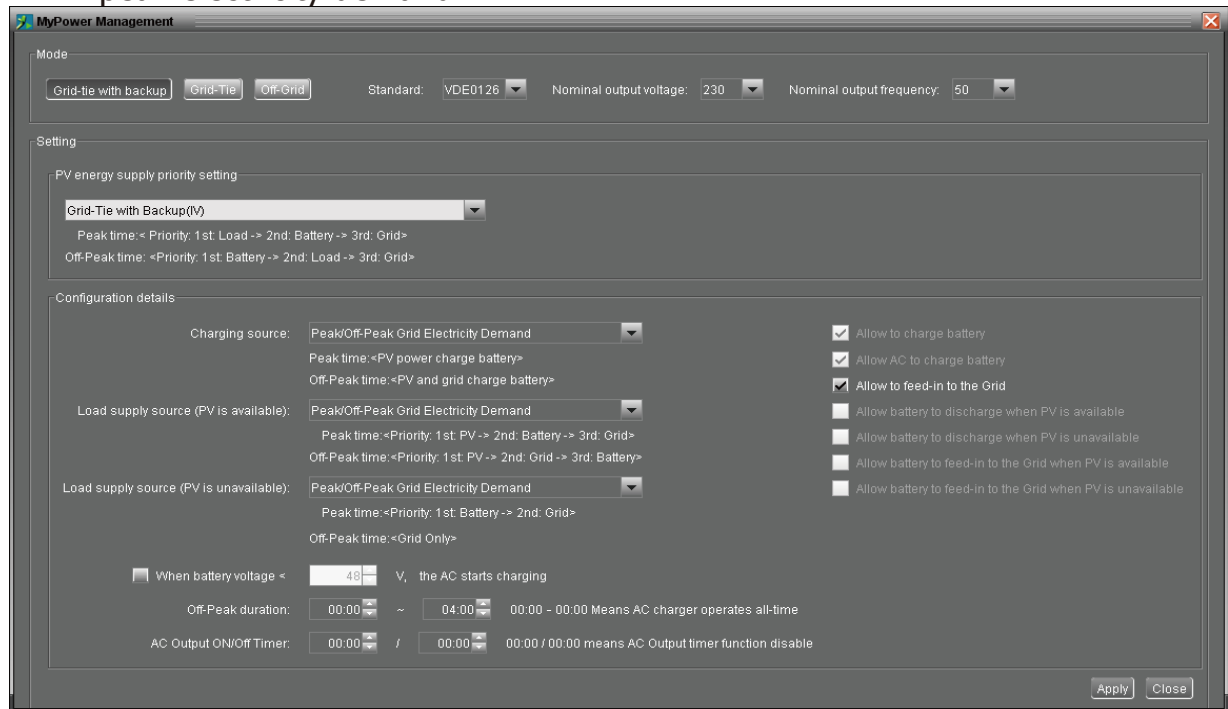 MyPower Management
Mode
Grid-tie with backup Grid-Tie Off-Grid Standard: VDE0126 Nominal output voltage: 230 Nominal output frequency: 50
Setting
PV energy supply priority setting
Grid-Tie with Backup(IV)
Peak time:< Priority: 1st: Load -> 2nd: Battery -> 3rd: Grid>
Off-Peak time: <Priority: 1st: Battery -> 2nd: Load -> 3rd: Grid>
Configuration details
Charging source: Peak/Off-Peak Grid Electricity Demand Allow to charge battery
Peak time:<PV power charge battery> Allow AC to charge battery
Off-Peak time:<PV and grid charge battery> Allow to feed-in to the Grid
Load supply source (PV is available): Peak/Off-Peak Grid Electricity Demand Allow battery to discharge when PV is available
Peak time:<Priority: 1st: PV -> 2nd: Battery -> 3rd: Grid> Allow battery to discharge when PV is unavailable
Off-Peak time:<Priority: 1st: PV -> 2nd: Grid -> 3rd: Battery> Allow battery to feed-in to the Grid when PV is available
Load supply source (PV is unavailable): Peak/Off-Peak Grid Electricity Demand Allow battery to feed-in to the Grid when PV is unavailable
Peak time:<Priority: 1st: Battery -> 2nd: Grid>
Off-Peak time:<Grid Only>
When battery voltage < 48 V, the AC starts charging
Off-Peak duration: 00:00 ~ 04:00 00:00 - 00:00 Means AC charger operates all-time
AC Output ON/Off Timer: 00:00 / 00:00 00:00 / 00:00 means AC Output timer function disable
Apply Close